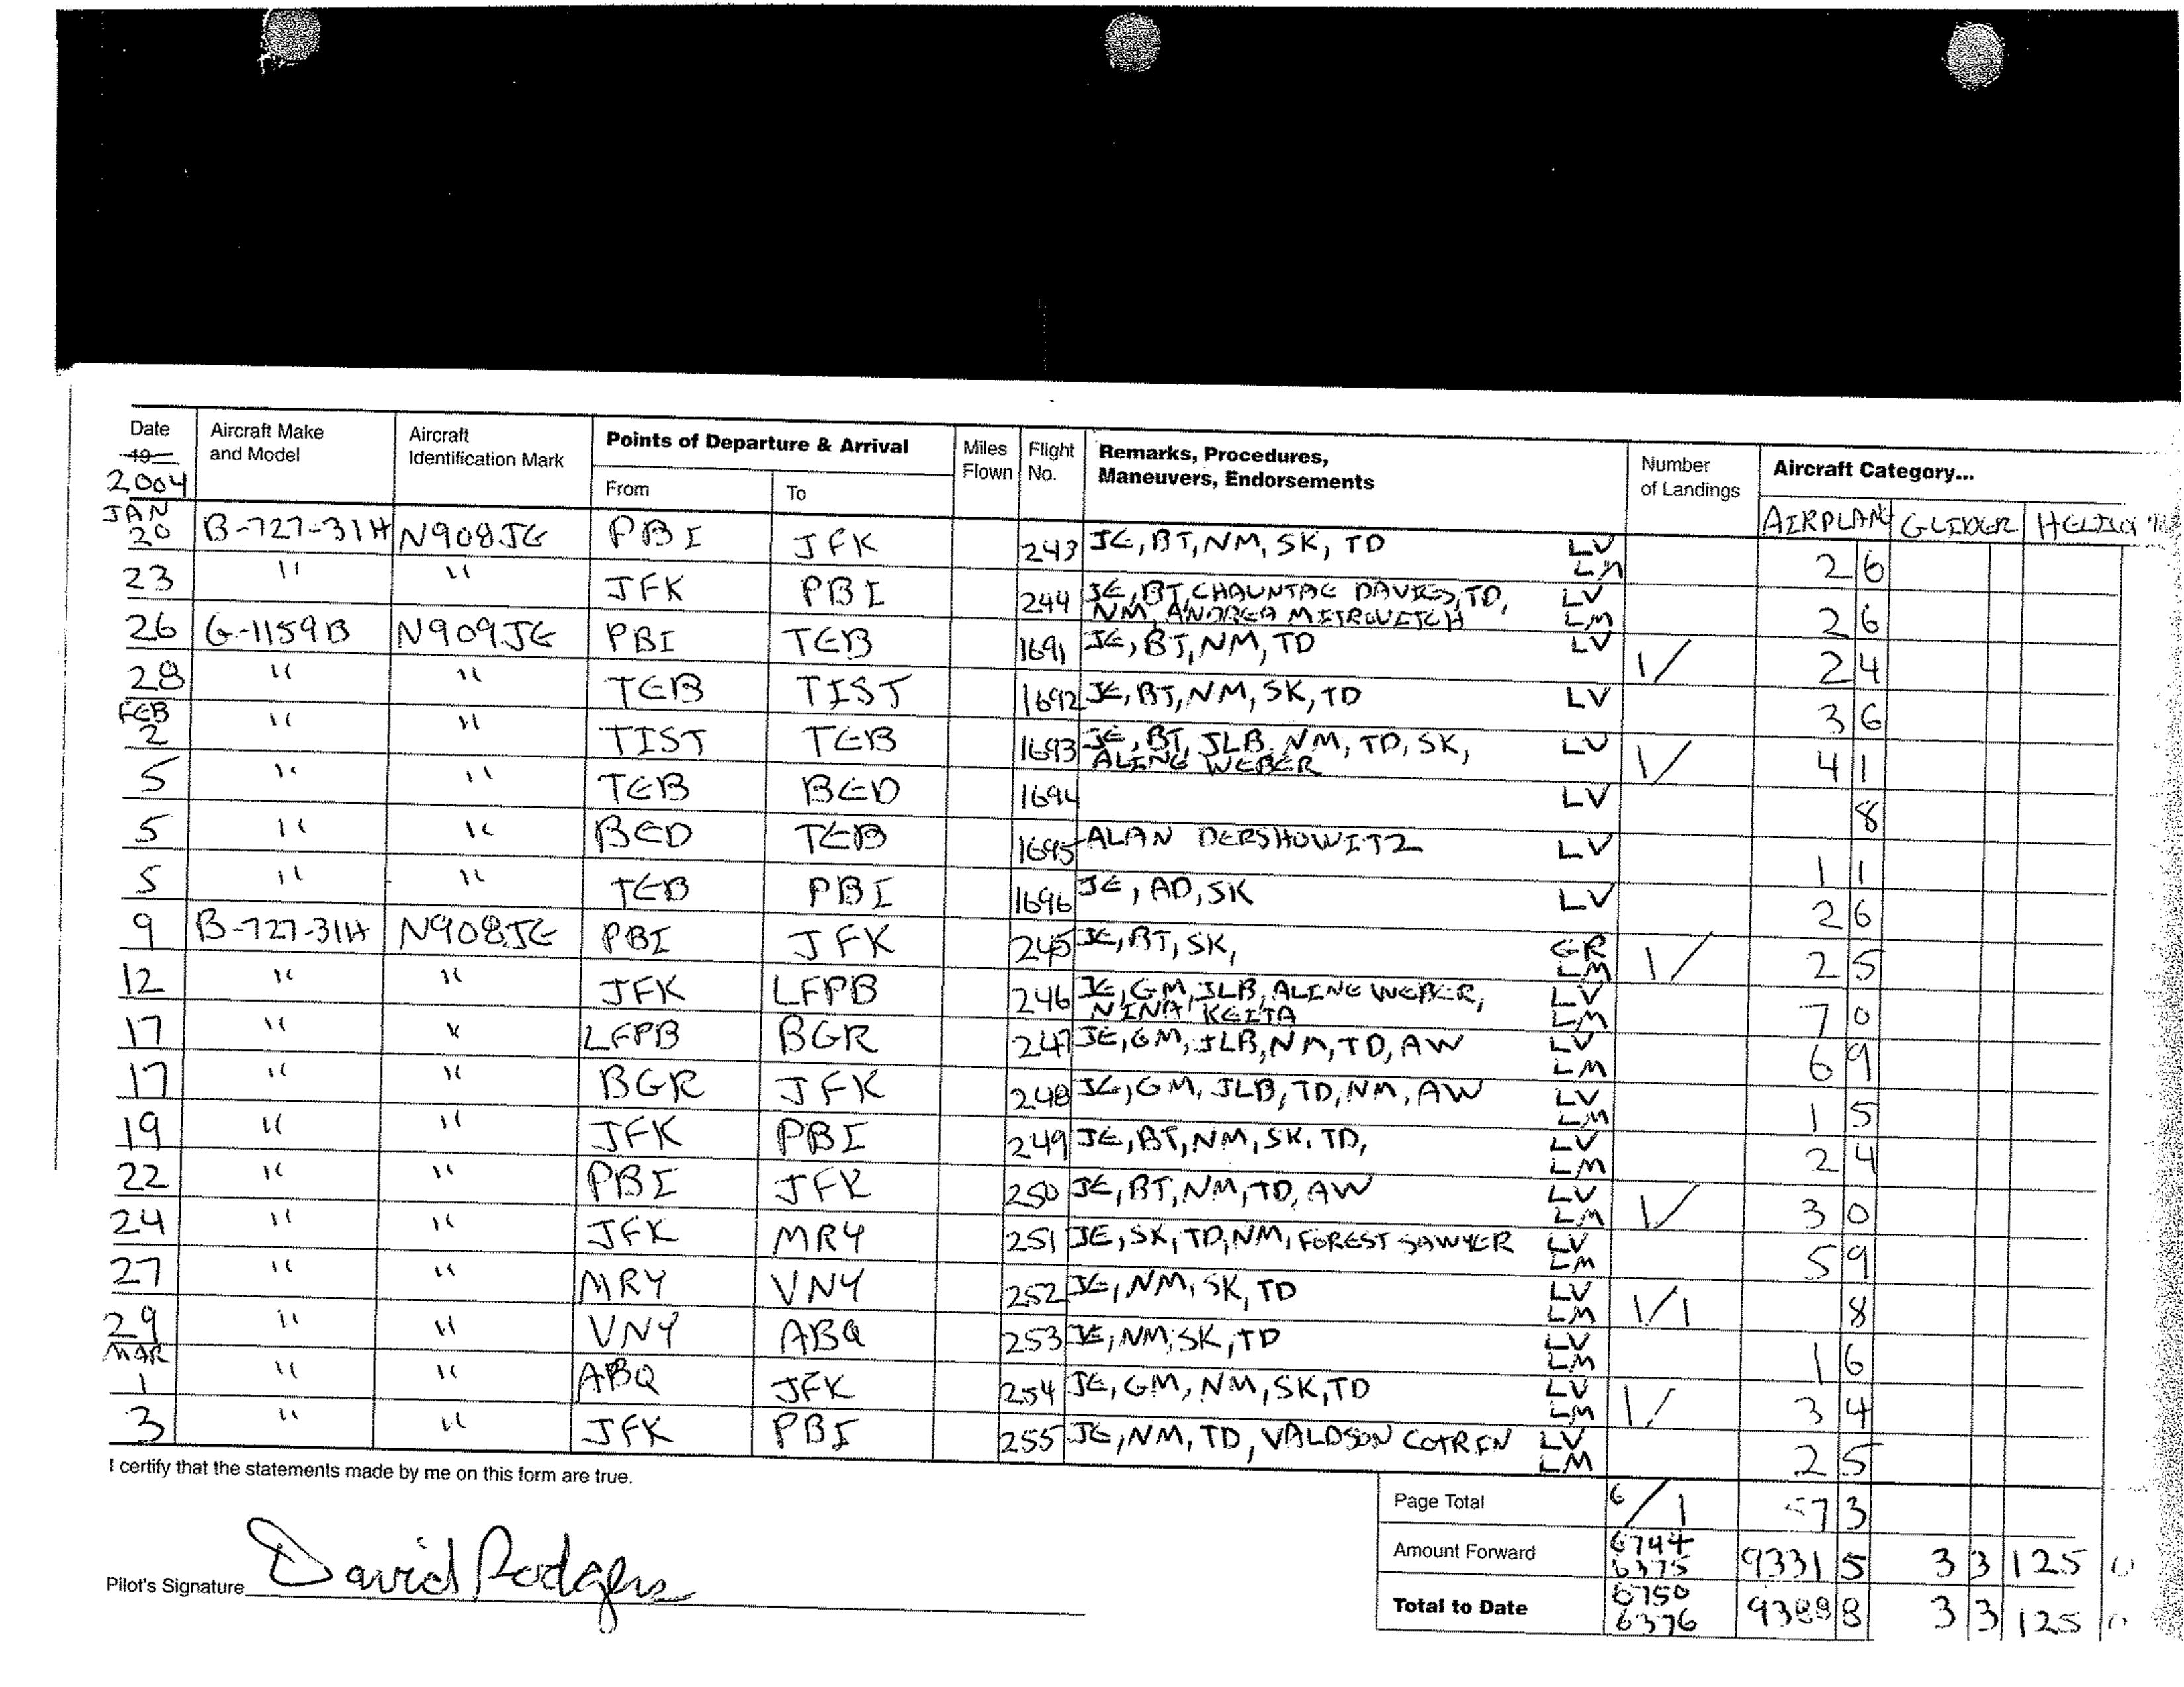 Date Aircraft Make and Model Aircraft Identification Mark Points of Departure & Arrival Miles Flown Flight No. Remarks, Procedures, Maneuvers, Endorsements Number of Landings Aircraft Category...
19 From To AIRPLANE GLIDER
2004
JAN 20 B-727-31H N908JE PBI JFK 243 JE, BT, NM, SK, TD LV LM 2 6
23 " " JFK PBI 244 JE, BT, CHAUNTAE DAVIES, TD, NM, ANDREA MITROVITCH LV LM 2 6
26 G-1159B N909JE PBI TEB 1691 JE, BT, NM, TD LV 1/ 2 4
28 " " TEB TIST 1692 JE, BT, NM, SK, TD LV 3 6
FEB 2 " " TIST TEB 1693 JE, BT, JLB, NM, TD, SK, ALINE WEBER LV 1/ 4 1
5 " " TEB BED 1694 LV 8
5 " " BED TEB 1695 ALAN DERSHOWITZ LV 1 1
5 " " TEB PBI 1696 JE, AD, SK LV 2 6
9 B-727-31H N908JE PBI JFK 245 JE, BT, SK, GR LM 1/ 2 5
12 " " JFK LFPB 246 JE, GM, JLB, ALINE WEBER, NINA KEITA LV LM 7 0
17 " " LFPB BGR 247 JE, GM, JLB, NM, TD, AW LV LM 6 9
17 " " BGR JFK 248 JE, GM, JLB, TD, NM, AW LV LM 1 5
19 " " JFK PBI 249 JE, BT, NM, SK, TD, LV LM 2 4
22 " " PBI JFK 250 JE, BT, NM, TD, AW LV LM 1/ 3 0
24 " " JFK MRY 251 JE, SK, TD, NM, FOREST SAWYER LV LM 5 9
27 " " MRY VNY 252 JE, NM, SK, TD LV LM 1/1 8
29 " " VNY ABQ 253 JE, NM, SK, TD LV LM 1 6
MAR 1 " " ABQ JFK 254 JE, GM, NM, SK, TD LV LM 1/ 3 4
3 " " JFK PBI 255 JE, NM, TD, VALDSON COTRIN LV LM 2 5
I certify that the statements made by me on this form are true.
Page Total 6/1 57 3
Amount Forward 6744 6375 9331 5 3 3 125
Pilot's Signature David Rodgers
Total to Date 6750 6376 9388 8 3 3 125